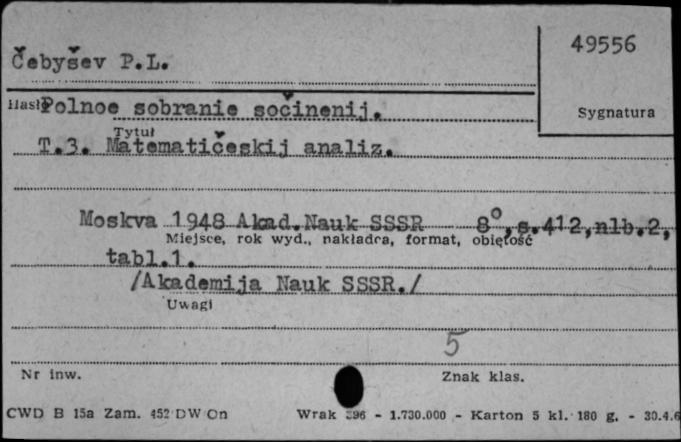 49556
Čebyšev P.L.
Hasło Polnoe sobranie sočinenij.
Sygnatura
Tytuł
T.3. Matematičeskij analiz.
Moskva 1948 Akad.Nauk SSSR 8°,s.412,nlb.2,
Miejsce, rok wyd., nakładca, format, objętość
tabl.1.
/Akademija Nauk SSSR./
Uwagi
5
Nr inw. Znak klas.
CWD B 15a Zam. 452 DW On Wrak 396 - 1.730.000 - Karton 5 kl. 180 g. - 30.4.6